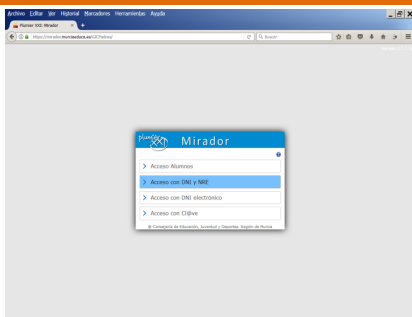 Archivo Editar Ver Historial Marcadores Herramientas Ayuda
Plumier XXI: Mirador
https://mirador.murciaeduca.es/
Buscar
plumier XXI
Mirador
Acceso Alumnos
Acceso con DNI y NRE
Acceso con DNI electrónico
Acceso con Cl@ve
© Consejería de Educación, Juventud y Deportes. Región de Murcia